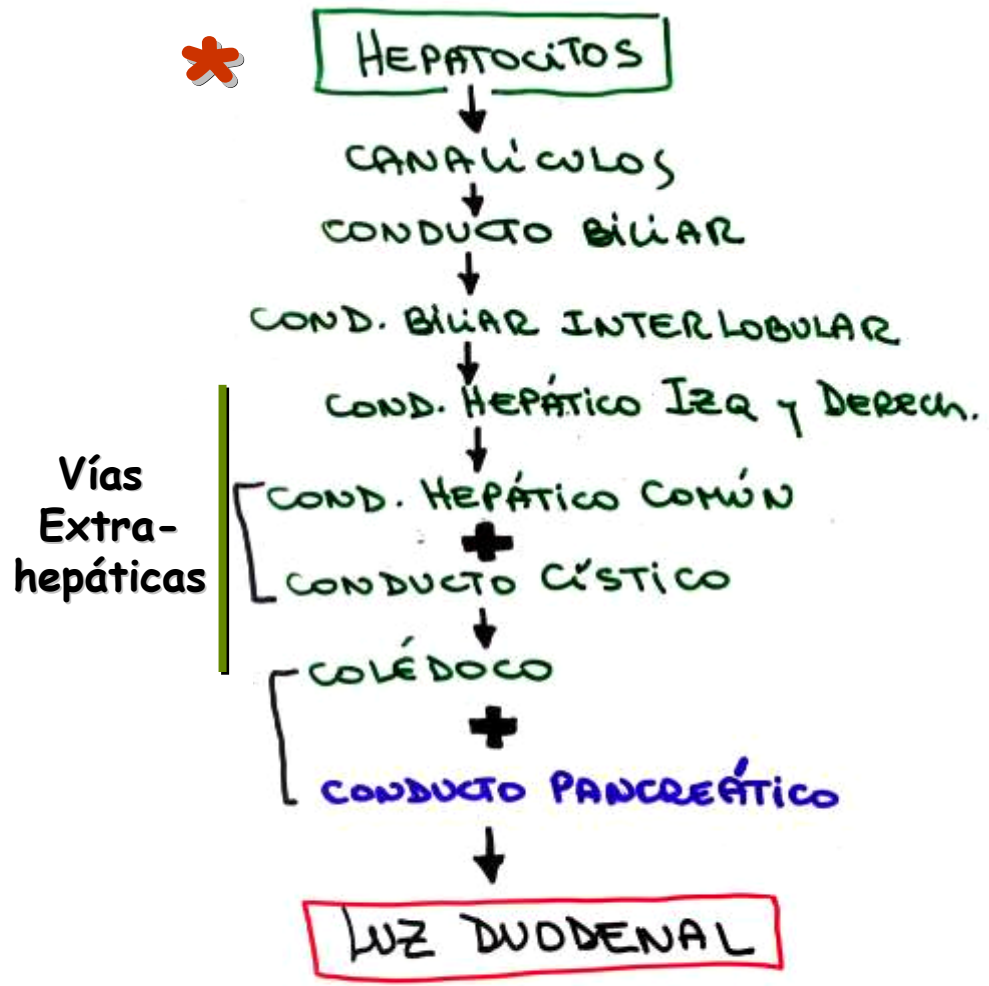 HEPATOCITOS
CANALÍCULOS
CONDUCTO BILIAR
COND. BILIAR INTERLOBULAR
COND. HEPÁTICO IZQ Y DERECH.
Vías
Extra-
hepáticas
COND. HEPÁTICO COMÚN
+
CONDUCTO CÍSTICO
COLÉDOCO
+
CONDUCTO PANCREÁTICO
LUZ DUODENAL